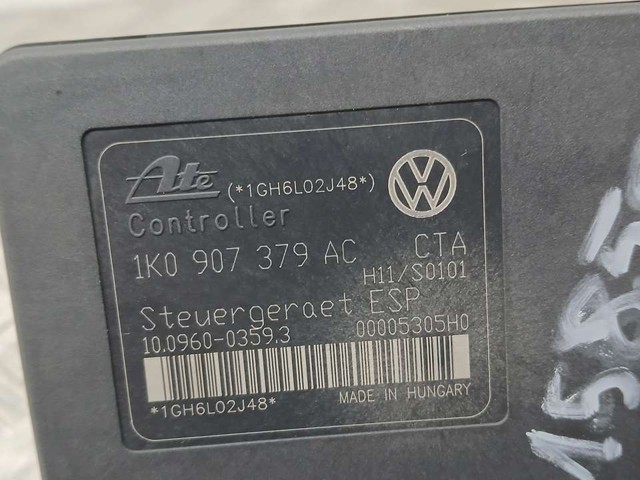 Ate (*1GH6L02J48*)
Controller
1K0 907 379 AC CTA
H11/S0101
Steuergeraet ESP
10.0960-0359.3 00005305H0
MADE IN HUNGARY
*1GH6L02J48*